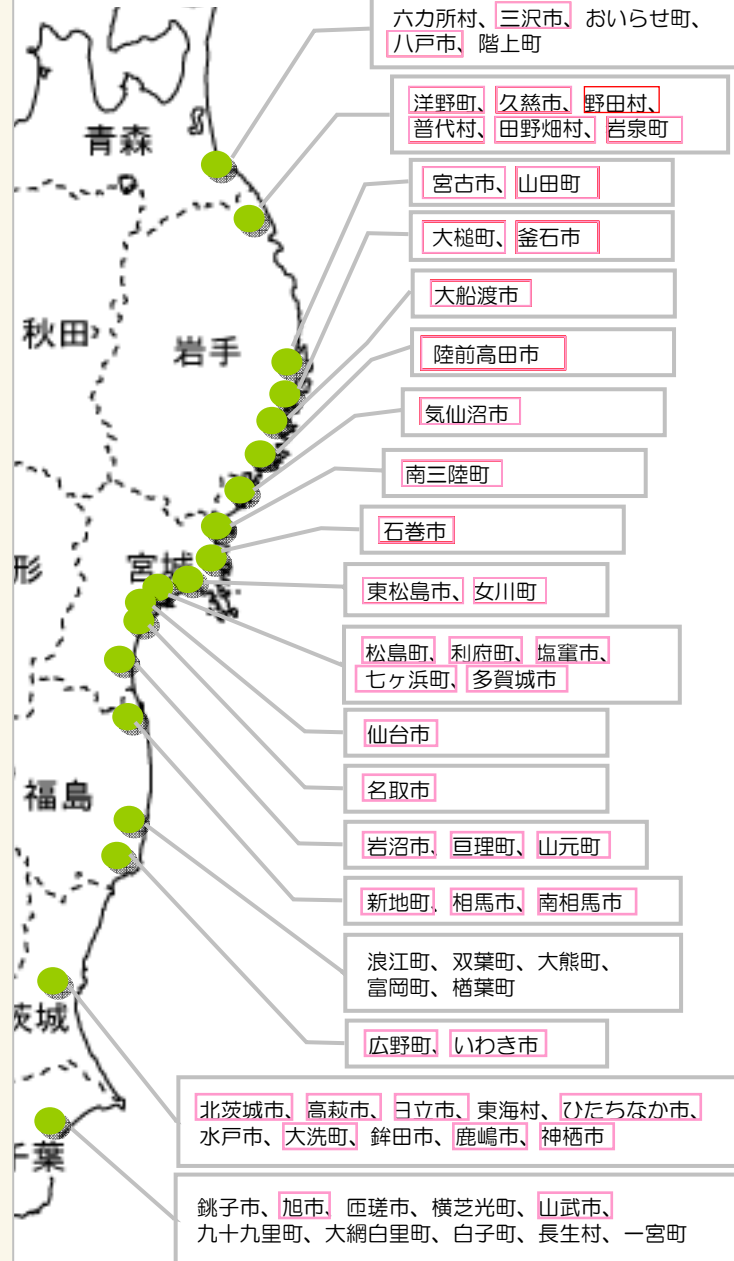 六カ所村、三沢市、おいらせ町、
八戸市、階上町
洋野町、久慈市、野田村、
普代村、田野畑村、岩泉町
青森
宮古市、山田町
大槌町、釜石市
大船渡市
秋田
岩手
陸前高田市
気仙沼市
南三陸町
石巻市
形
宮城
東松島市、女川町
松島町、利府町、塩竃市、
七ヶ浜町、多賀城市
仙台市
名取市
福島
岩沼市、亘理町、山元町
新地町、相馬市、南相馬市
浪江町、双葉町、大熊町、
富岡町、楢葉町
茨城
広野町、いわき市
北茨城市、高萩市、日立市、東海村、ひたちなか市、
水戸市、大洗町、鉾田市、鹿嶋市、神栖市
千葉
銚子市、旭市、匝瑳市、横芝光町、山武市、
九十九里町、大網白里町、白子町、長生村、一宮町